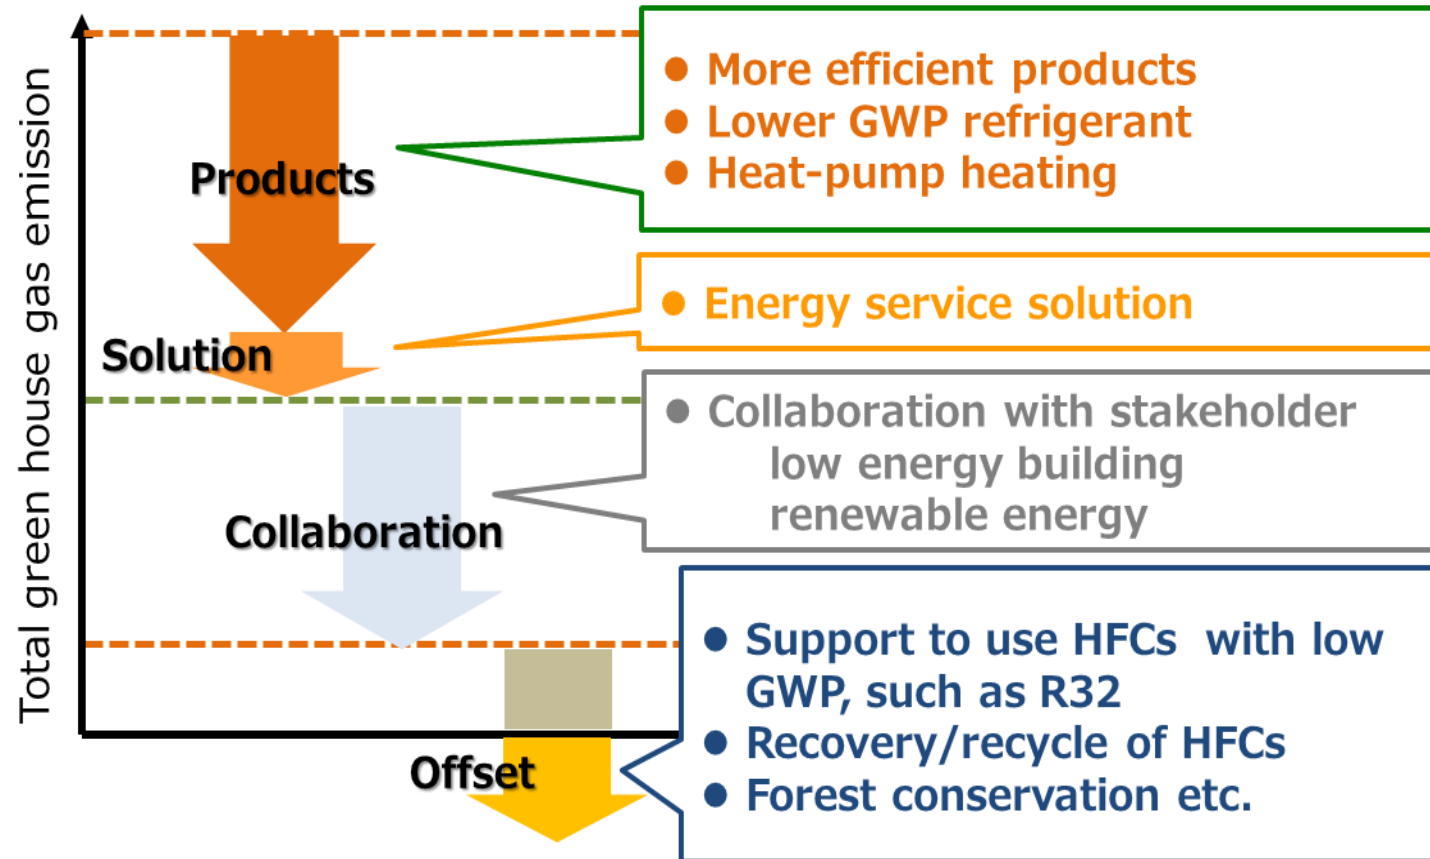 Total green house gas emission
Products
● More efficient products
● Lower GWP refrigerant
● Heat-pump heating
Solution
● Energy service solution
Collaboration
● Collaboration with stakeholder
low energy building
renewable energy
Offset
● Support to use HFCs with low
GWP, such as R32
● Recovery/recycle of HFCs
● Forest conservation etc.